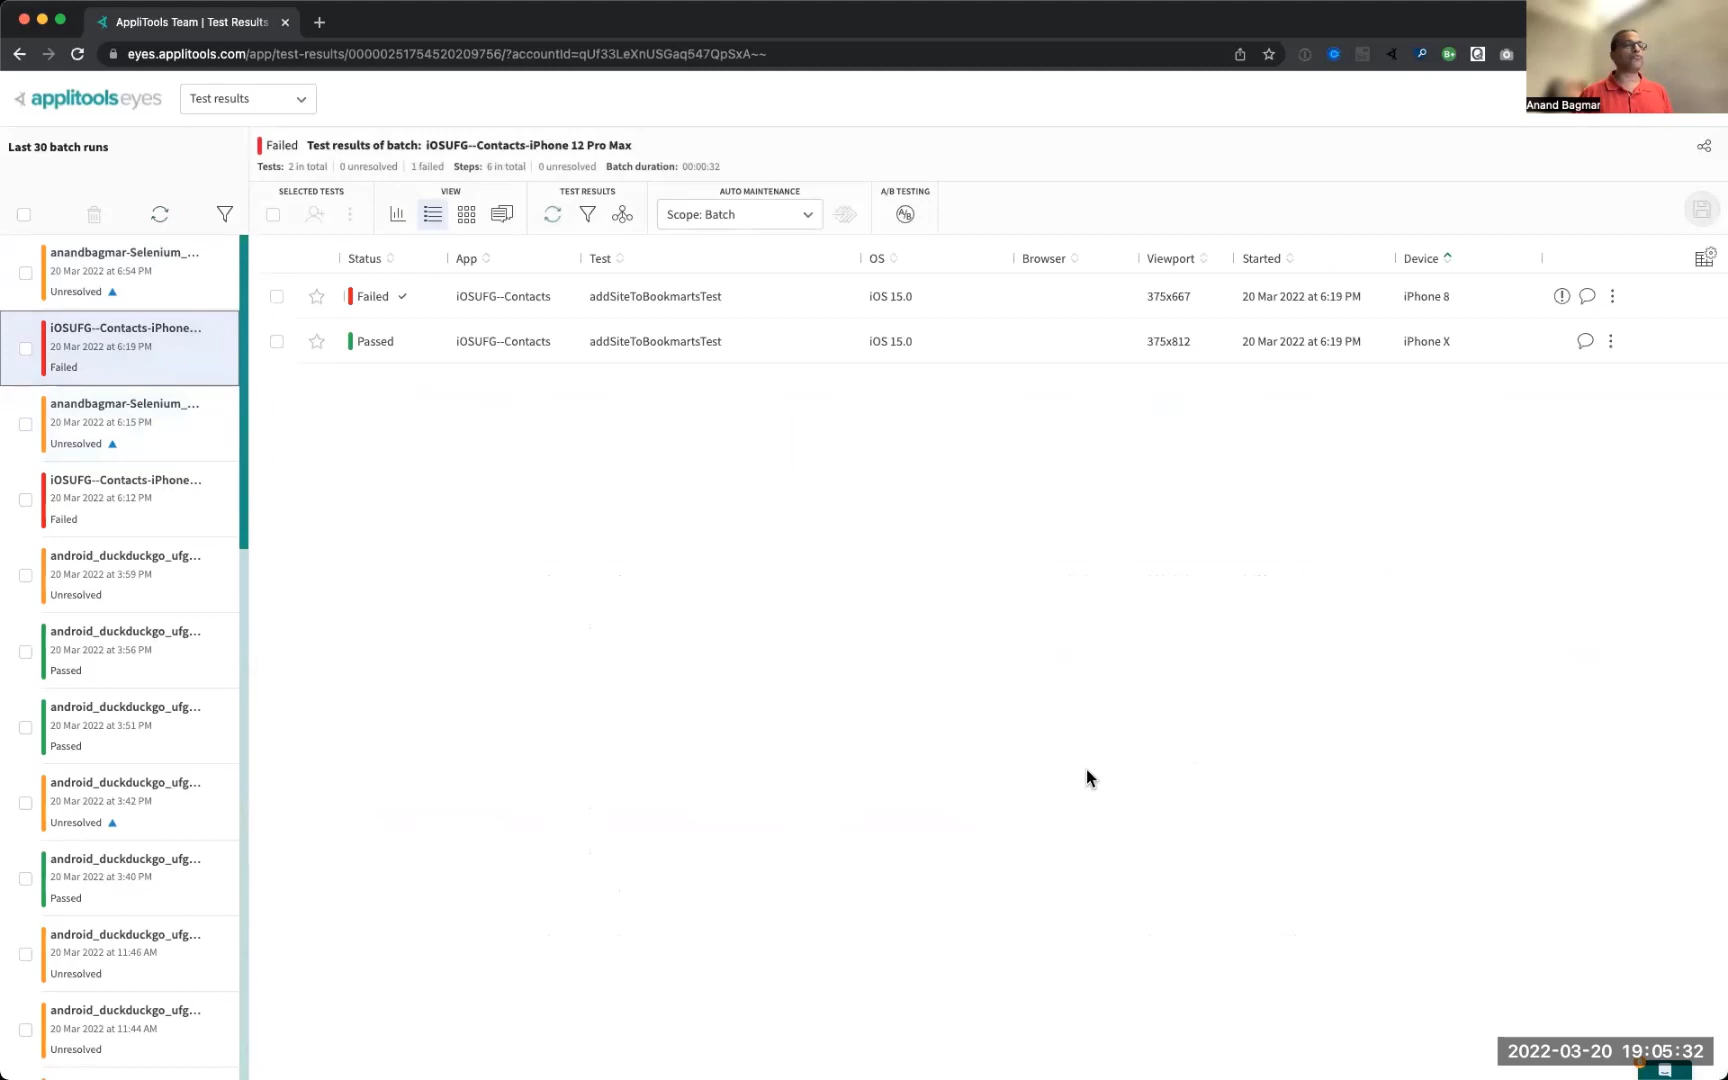 AppliTools Team | Test Results
eyes.applitools.com/app/test-results/00000251754520209756/?accountId=qUf33LeXnUSGaq547QpSxA~~
Anand Bagmar
applitools eyes
Test results
Last 30 batch runs
Failed Test results of batch: iOSUFG--Contacts-iPhone 12 Pro Max
Tests: 2 in total | 0 unresolved | 1 failed Steps: 6 in total | 0 unresolved Batch duration: 00:00:32
SELECTED TESTS VIEW TEST RESULTS AUTO MAINTENANCE A/B TESTING
Scope: Batch
A/B
Status App Test OS Browser Viewport Started Device
Failed iOSUFG--Contacts addSiteToBookmartsTest iOS 15.0 375x667 20 Mar 2022 at 6:19 PM iPhone 8
Passed iOSUFG--Contacts addSiteToBookmartsTest iOS 15.0 375x812 20 Mar 2022 at 6:19 PM iPhone X
anandbagmar-Selenium_...
20 Mar 2022 at 6:54 PM
Unresolved
iOSUFG--Contacts-iPhone...
20 Mar 2022 at 6:19 PM
Failed
anandbagmar-Selenium_...
20 Mar 2022 at 6:15 PM
Unresolved
iOSUFG--Contacts-iPhone...
20 Mar 2022 at 6:12 PM
Failed
android_duckduckgo_ufg...
20 Mar 2022 at 3:59 PM
Unresolved
android_duckduckgo_ufg...
20 Mar 2022 at 3:56 PM
Passed
android_duckduckgo_ufg...
20 Mar 2022 at 3:51 PM
Passed
android_duckduckgo_ufg...
20 Mar 2022 at 3:42 PM
Unresolved
android_duckduckgo_ufg...
20 Mar 2022 at 3:40 PM
Passed
android_duckduckgo_ufg...
20 Mar 2022 at 11:46 AM
Unresolved
android_duckduckgo_ufg...
20 Mar 2022 at 11:44 AM
Unresolved
2022-03-20 19:05:32